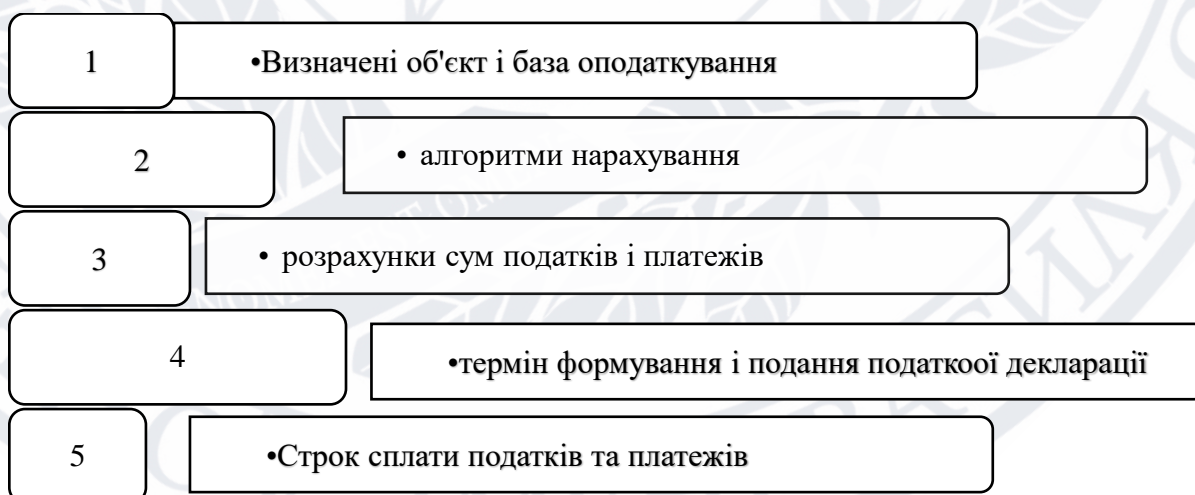 1
•Визначені об'єкт і база оподаткування
2
• алгоритми нарахування
3
• розрахунки сум податків і платежів
4
•термін формування і подання податкоої декларації
5
•Строк сплати податків та платежів